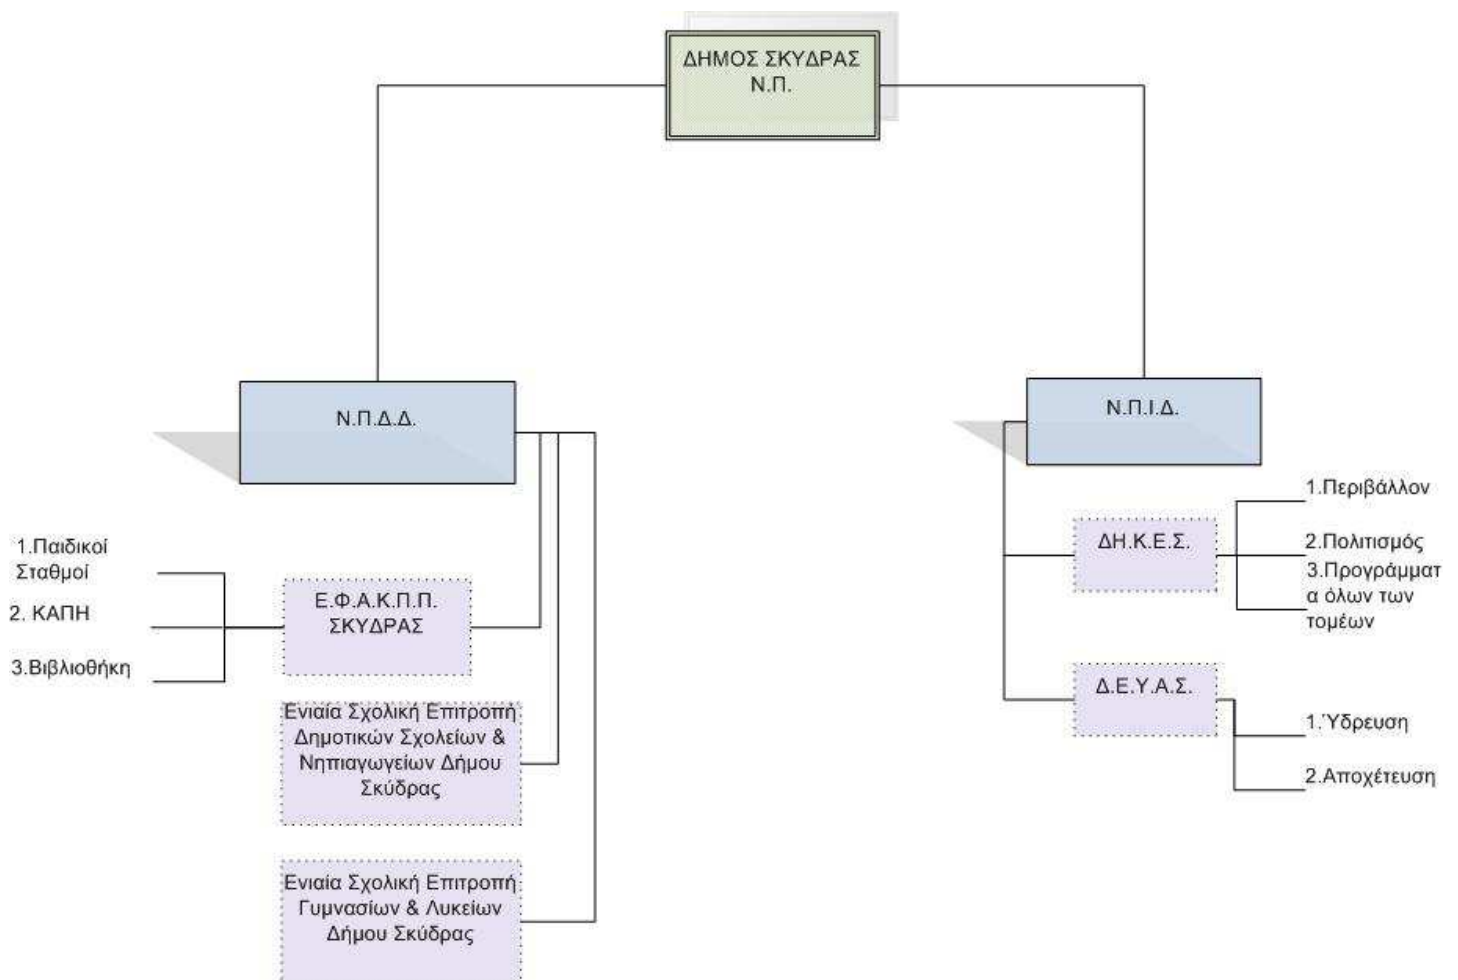 ΔΗΜΟΣ ΣΚΥΔΡΑΣ
Ν.Π.
Ν.Π.Δ.Δ.
1.Παιδικοί
Σταθμοί
2. ΚΑΠΗ
3.Βιβλιοθήκη
Ε.Φ.Α.Κ.Π.Π.
ΣΚΥΔΡΑΣ
Ενιαία Σχολική Επιτροπή
Δημοτικών Σχολείων &
Νηπιαγωγείων Δήμου
Σκύδρας
Ενιαία Σχολική Επιτροπή
Γυμνασίων & Λυκείων
Δήμου Σκύδρας
Ν.Π.Ι.Δ.
ΔΗ.Κ.Ε.Σ.
1.Περιβάλλον
2.Πολιτισμός
3.Προγράμματ
α όλων των
τομέων
Δ.Ε.Υ.Α.Σ.
1.Ύδρευση
2.Αποχέτευση